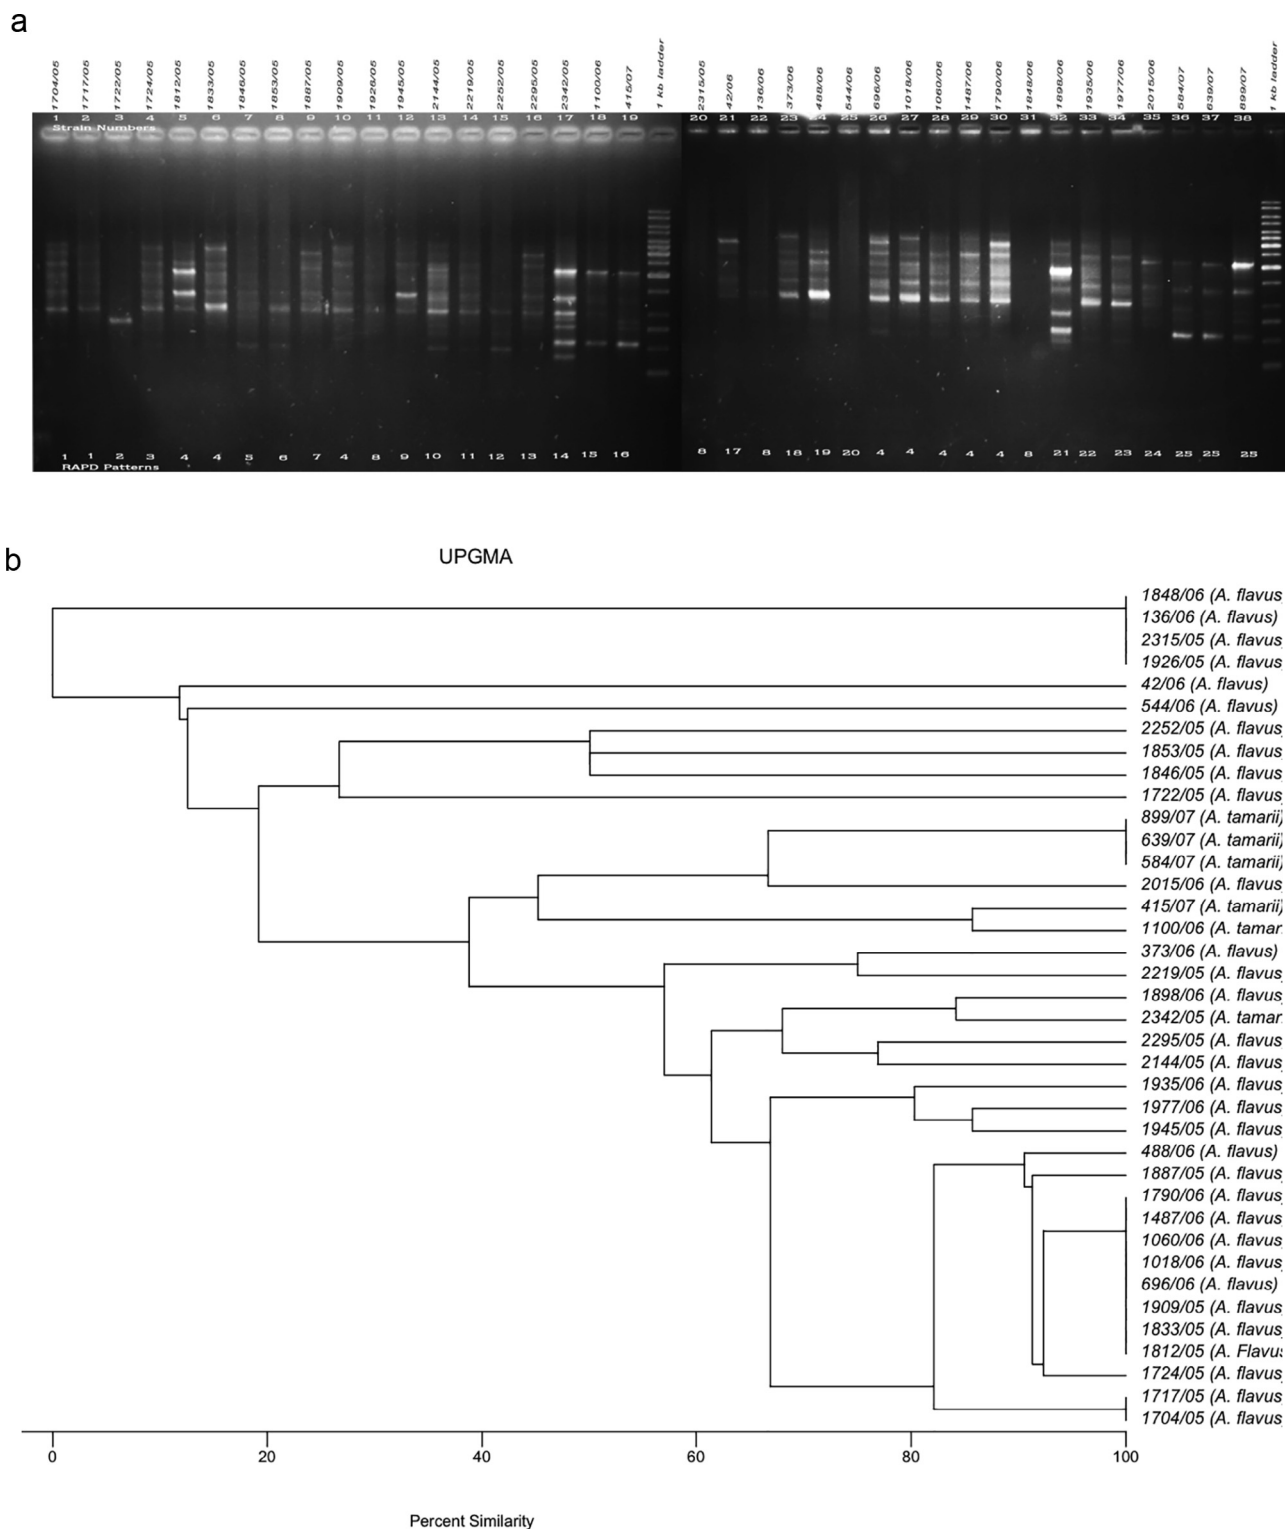 a
1704/05 1717/05 1722/05 1724/05 1812/05 1833/05 1846/05 1853/05 1887/05 1909/05 1926/05 1945/05 2144/05 2219/05 2252/05 2295/05 2342/05 1100/06 415/07 1 kb ladder 2315/05 42/06 136/06 373/06 488/06 544/06 696/06 1018/06 1060/06 1487/06 1790/06 1848/06 1898/06 1935/06 1977/06 2015/06 584/07 639/07 899/07 1 kb ladder
1 2 3 4 5 6 7 8 9 10 11 12 13 14 15 16 17 18 19 20 21 22 23 24 25 26 27 28 29 30 31 32 33 34 35 36 37 38
Strain Numbers
1 1 2 3 4 4 5 6 7 4 8 9 10 11 12 13 14 15 16 8 17 8 18 19 20 4 4 4 4 4 8 21 22 23 24 25 25 25
RAPD Patterns
b
UPGMA
1848/06 (A. flavus
136/06 (A. flavus)
2315/05 (A. flavus
1926/05 (A. flavus
42/06 (A. flavus)
544/06 (A. flavus)
2252/05 (A. flavus
1853/05 (A. flavus
1846/05 (A. flavus
1722/05 (A. flavus
899/07 (A. tamarii)
639/07 (A. tamarii)
584/07 (A. tamarii)
2015/06 (A. flavus
415/07 (A. tamarii)
1100/06 (A. tamar
373/06 (A. flavus)
2219/05 (A. flavus
1898/06 (A. flavus
2342/05 (A. tamar
2295/05 (A. flavus
2144/05 (A. flavus
1935/06 (A. flavus
1977/06 (A. flavus
1945/05 (A. flavus
488/06 (A. flavus)
1887/05 (A. flavus
1790/06 (A. flavus
1487/06 (A. flavus
1060/06 (A. flavus
1018/06 (A. flavus
696/06 (A. flavus)
1909/05 (A. flavus
1833/05 (A. flavus
1812/05 (A. Flavus
1724/05 (A. flavus
1717/05 (A. flavus
1704/05 (A. flavus
0 20 40 60 80 100
Percent Similarity